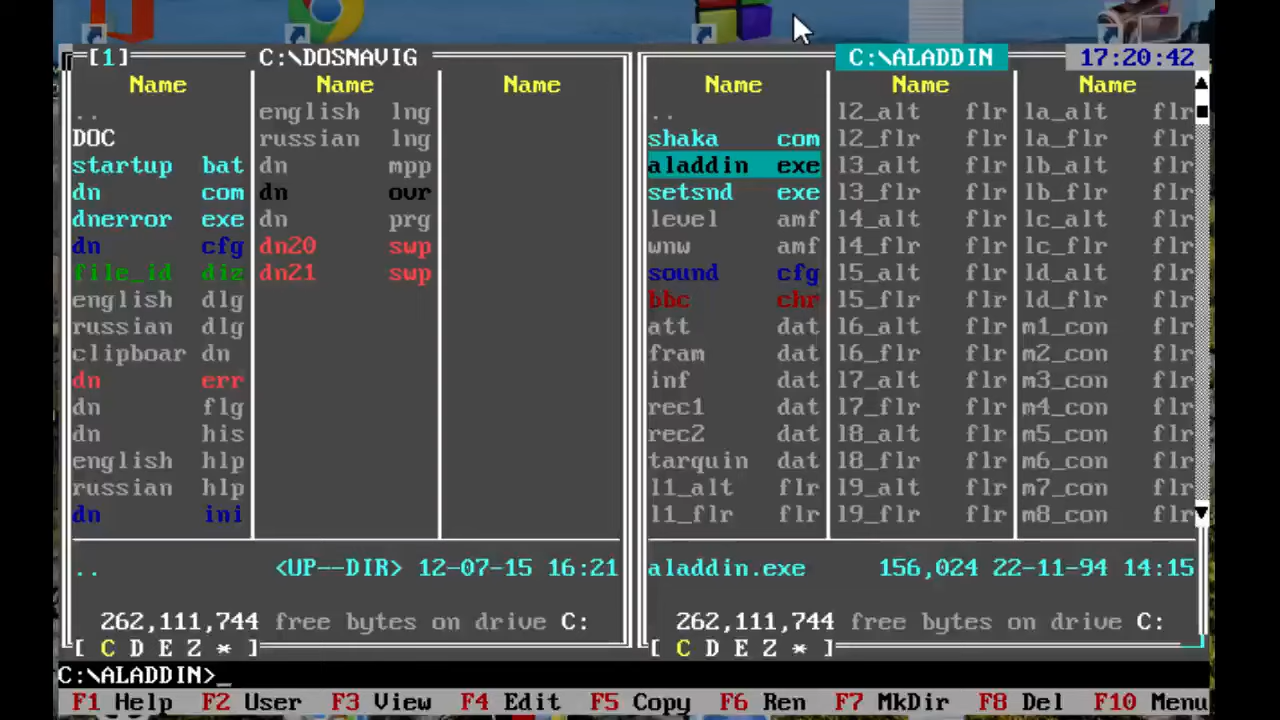 [1] C:\DOSNAVIG C:\ALADDIN 17:20:42
Name Name Name Name Name Name
.. english lng .. l2_alt flr la_alt flr
DOC russian lng shaka com l2_flr flr la_flr flr
startup bat dn mpp aladdin exe l3_alt flr lb_alt flr
dn com dn ovr setsnd exe l3_flr flr lb_flr flr
dnerror exe dn prg level amf l4_alt flr lc_alt flr
dn cfg dn20 swp wnw amf l4_flr flr lc_flr flr
file_id diz dn21 swp sound cfg l5_alt flr ld_alt flr
english dlg bbc chr l5_flr flr ld_flr flr
russian dlg att dat l6_alt flr m1_con flr
clipboar dn fram dat l6_flr flr m2_con flr
dn err inf dat l7_alt flr m3_con flr
dn flg rec1 dat l7_flr flr m4_con flr
dn his rec2 dat l8_alt flr m5_con flr
english hlp tarquin dat l8_flr flr m6_con flr
russian hlp l1_alt flr l9_alt flr m7_con flr
dn ini l1_flr flr l9_flr flr m8_con flr
.. <UP--DIR> 12-07-15 16:21 aladdin.exe 156,024 22-11-94 14:15
262,111,744 free bytes on drive C: 262,111,744 free bytes on drive C:
[ C D E Z * ] [ C D E Z * ]
C:\ALADDIN>_
F1 Help F2 User F3 View F4 Edit F5 Copy F6 Ren F7 MkDir F8 Del F10 Menu